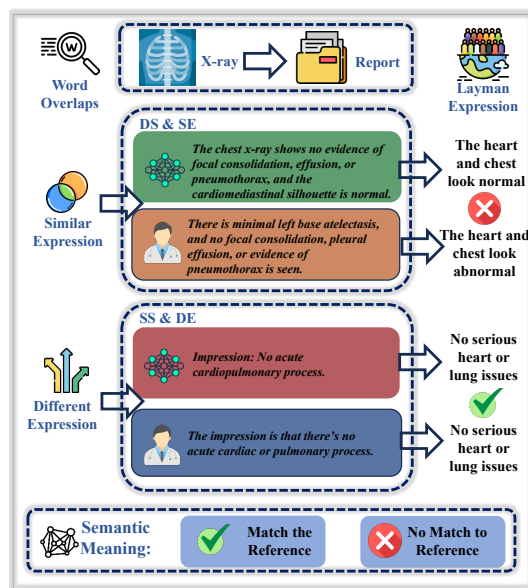 Word
Overlaps
X-ray
Report
Layman
Expression
DS & SE
The chest x-ray shows no evidence of
focal consolidation, effusion, or
pneumothorax, and the
cardiomediastinal silhouette is normal.
The heart
and chest
look normal
Similar
Expression
There is minimal left base atelectasis,
and no focal consolidation, pleural
effusion, or evidence of
pneumothorax is seen.
The heart and
chest look
abnormal
SS & DE
Impression: No acute
cardiopulmonary process.
No serious
heart or
lung issues
Different
Expression
The impression is that there's no
acute cardiac or pulmonary process.
No serious
heart or
lung issues
Semantic
Meaning:
Match the
Reference
No Match to
Reference